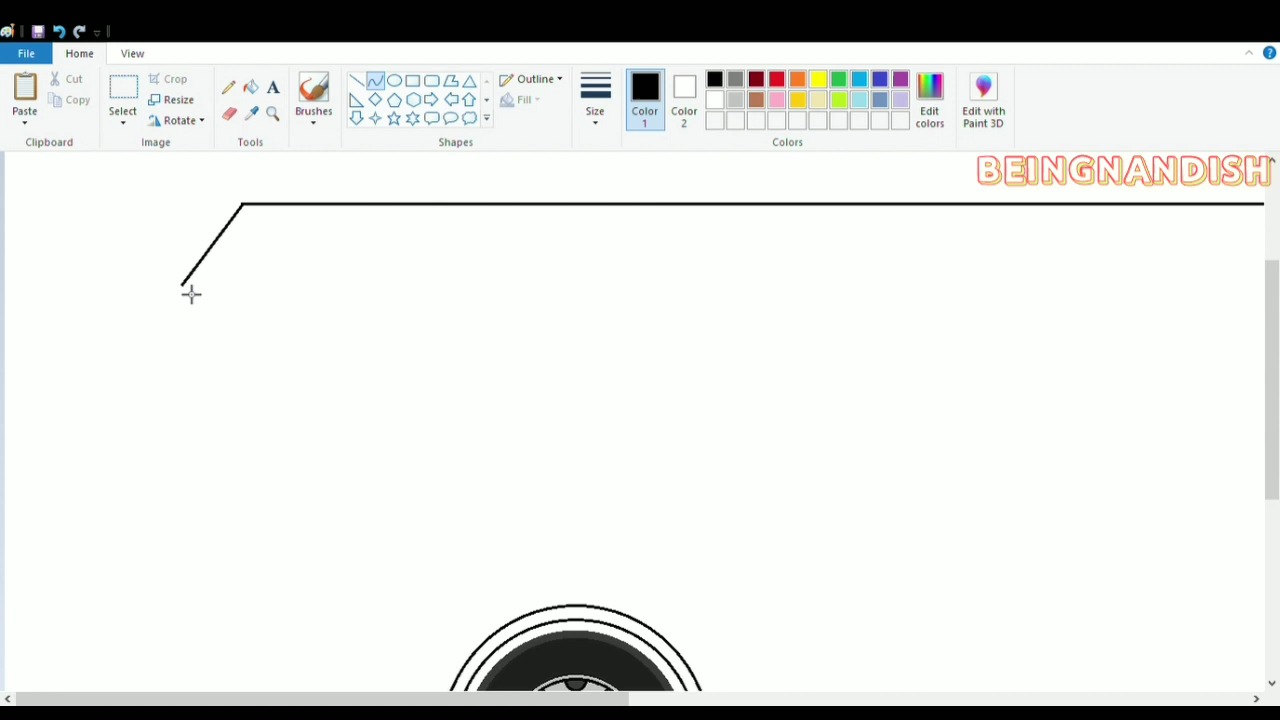 File Home View
Paste
Cut
Copy
Clipboard
Select
Crop
Resize
Rotate
Image
A
Tools
Brushes
Shapes
Outline
Fill
Size
Color 1
Color 2
Edit colors
Colors
Edit with Paint 3D
?
BEINGNANDISH